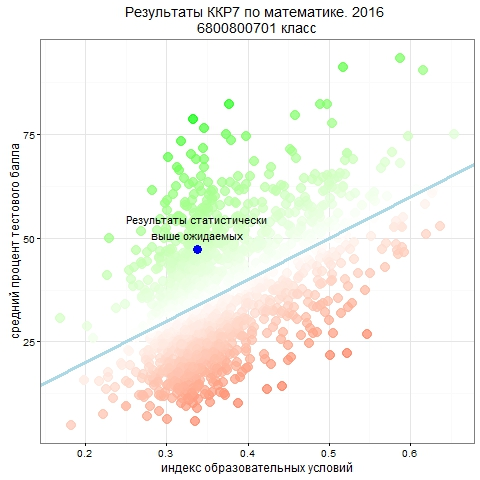 Результаты ККР7 по математике. 2016
6800800701 класс
средний процент тестового балла
75
50
25
Результаты статистически
выше ожидаемых
0.2 0.3 0.4 0.5 0.6
индекс образовательных условий